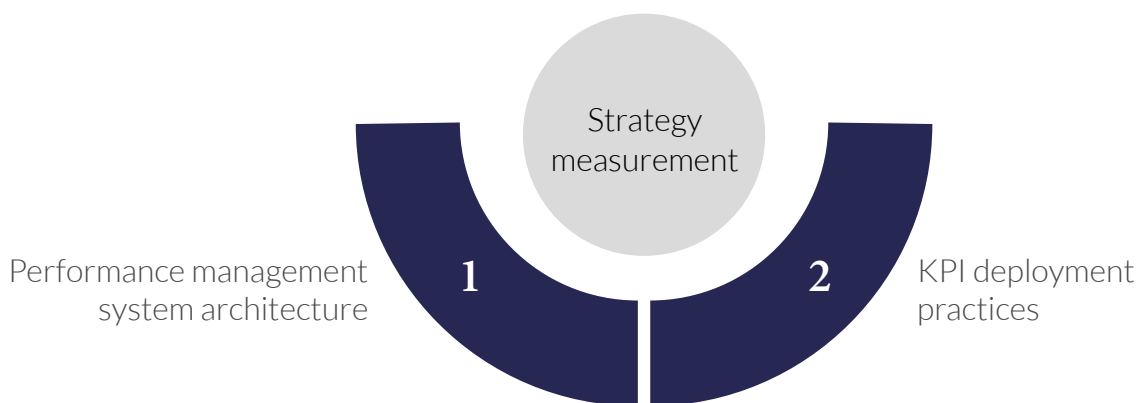 Strategy
measurement
Performance management
system architecture
1
2
KPI deployment
practices